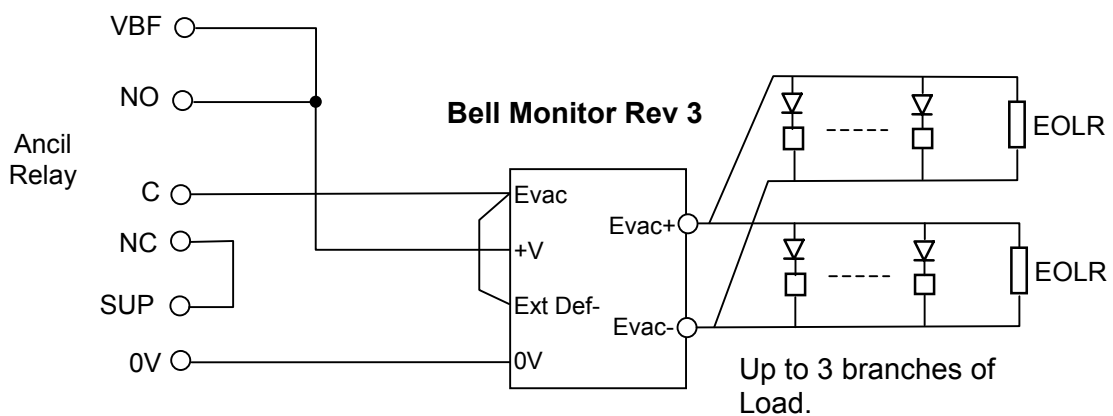 VBF
NO
Ancil
Relay
C
NC
SUP
0V
Bell Monitor Rev 3
Evac
+V
Ext Def-
0V
Evac+
Evac-
EOLR
EOLR
Up to 3 branches of
Load.